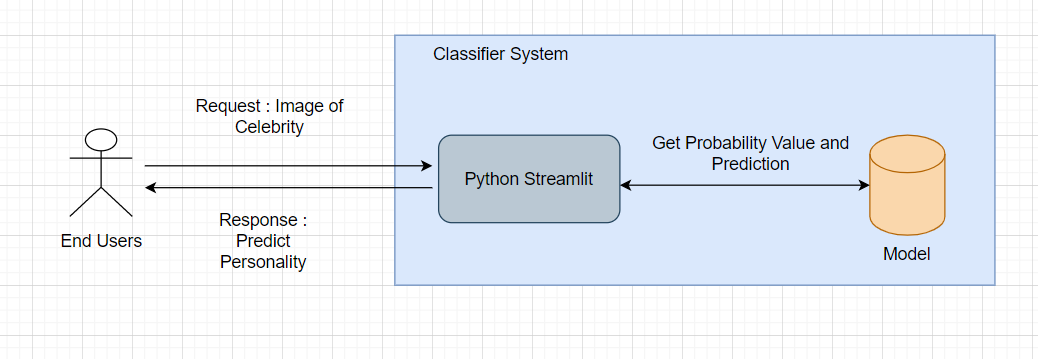 Classifier System
Request : Image of
Celebrity
Get Probability Value and
Prediction
Python Streamlit
Response :
Predict
Personality
End Users
Model